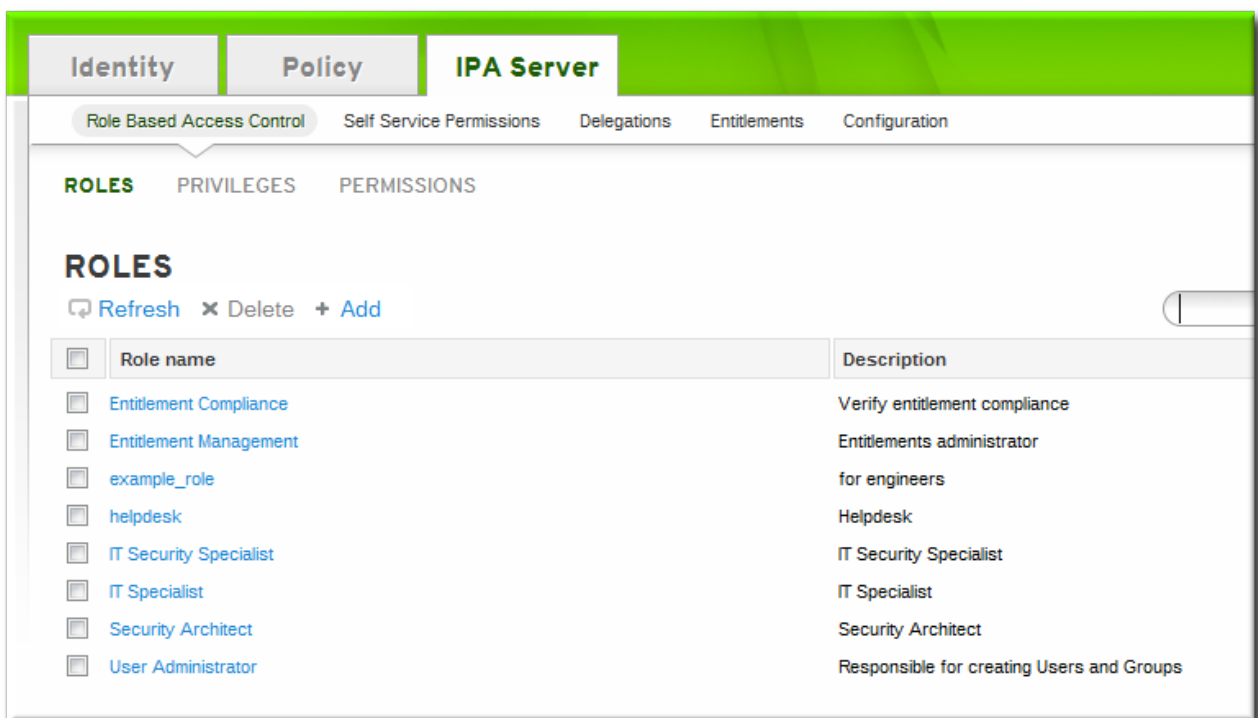 Identity Policy IPA Server
Role Based Access Control Self Service Permissions Delegations Entitlements Configuration
ROLES PRIVILEGES PERMISSIONS
ROLES
Refresh Delete Add
Role name Description
Entitlement Compliance Verify entitlement compliance
Entitlement Management Entitlements administrator
example_role for engineers
helpdesk Helpdesk
IT Security Specialist IT Security Specialist
IT Specialist IT Specialist
Security Architect Security Architect
User Administrator Responsible for creating Users and Groups